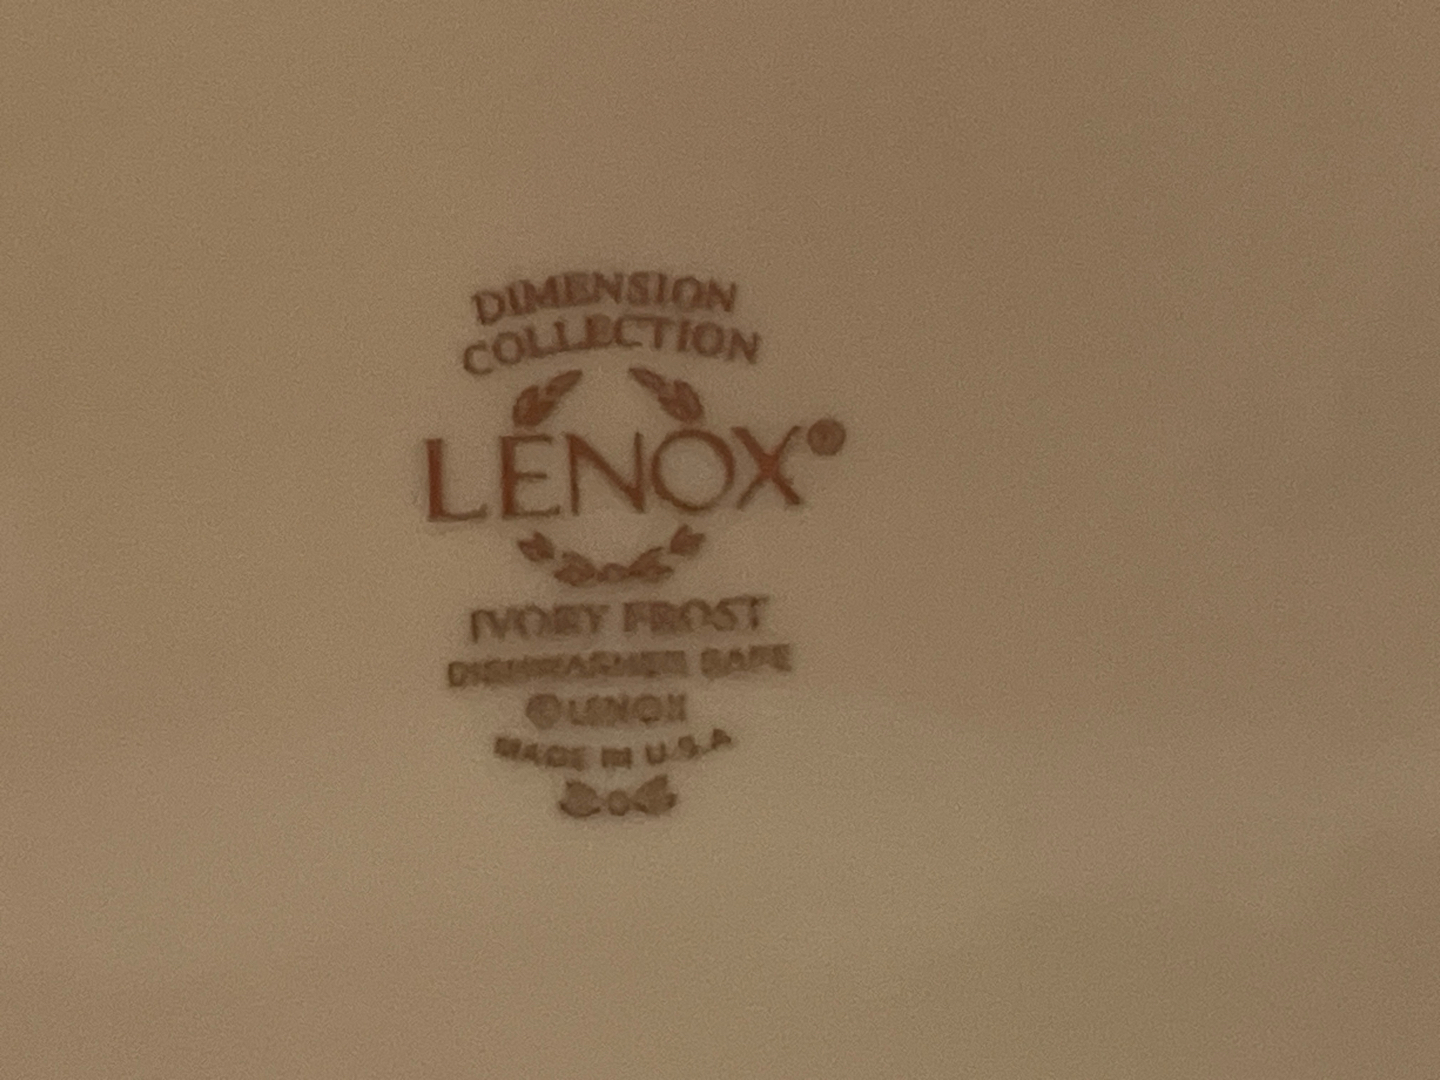 DIMENSION
COLLECTION
LENOX®
IVORY FROST
DISHWASHER SAFE
©LENOX
MADE IN U.S.A